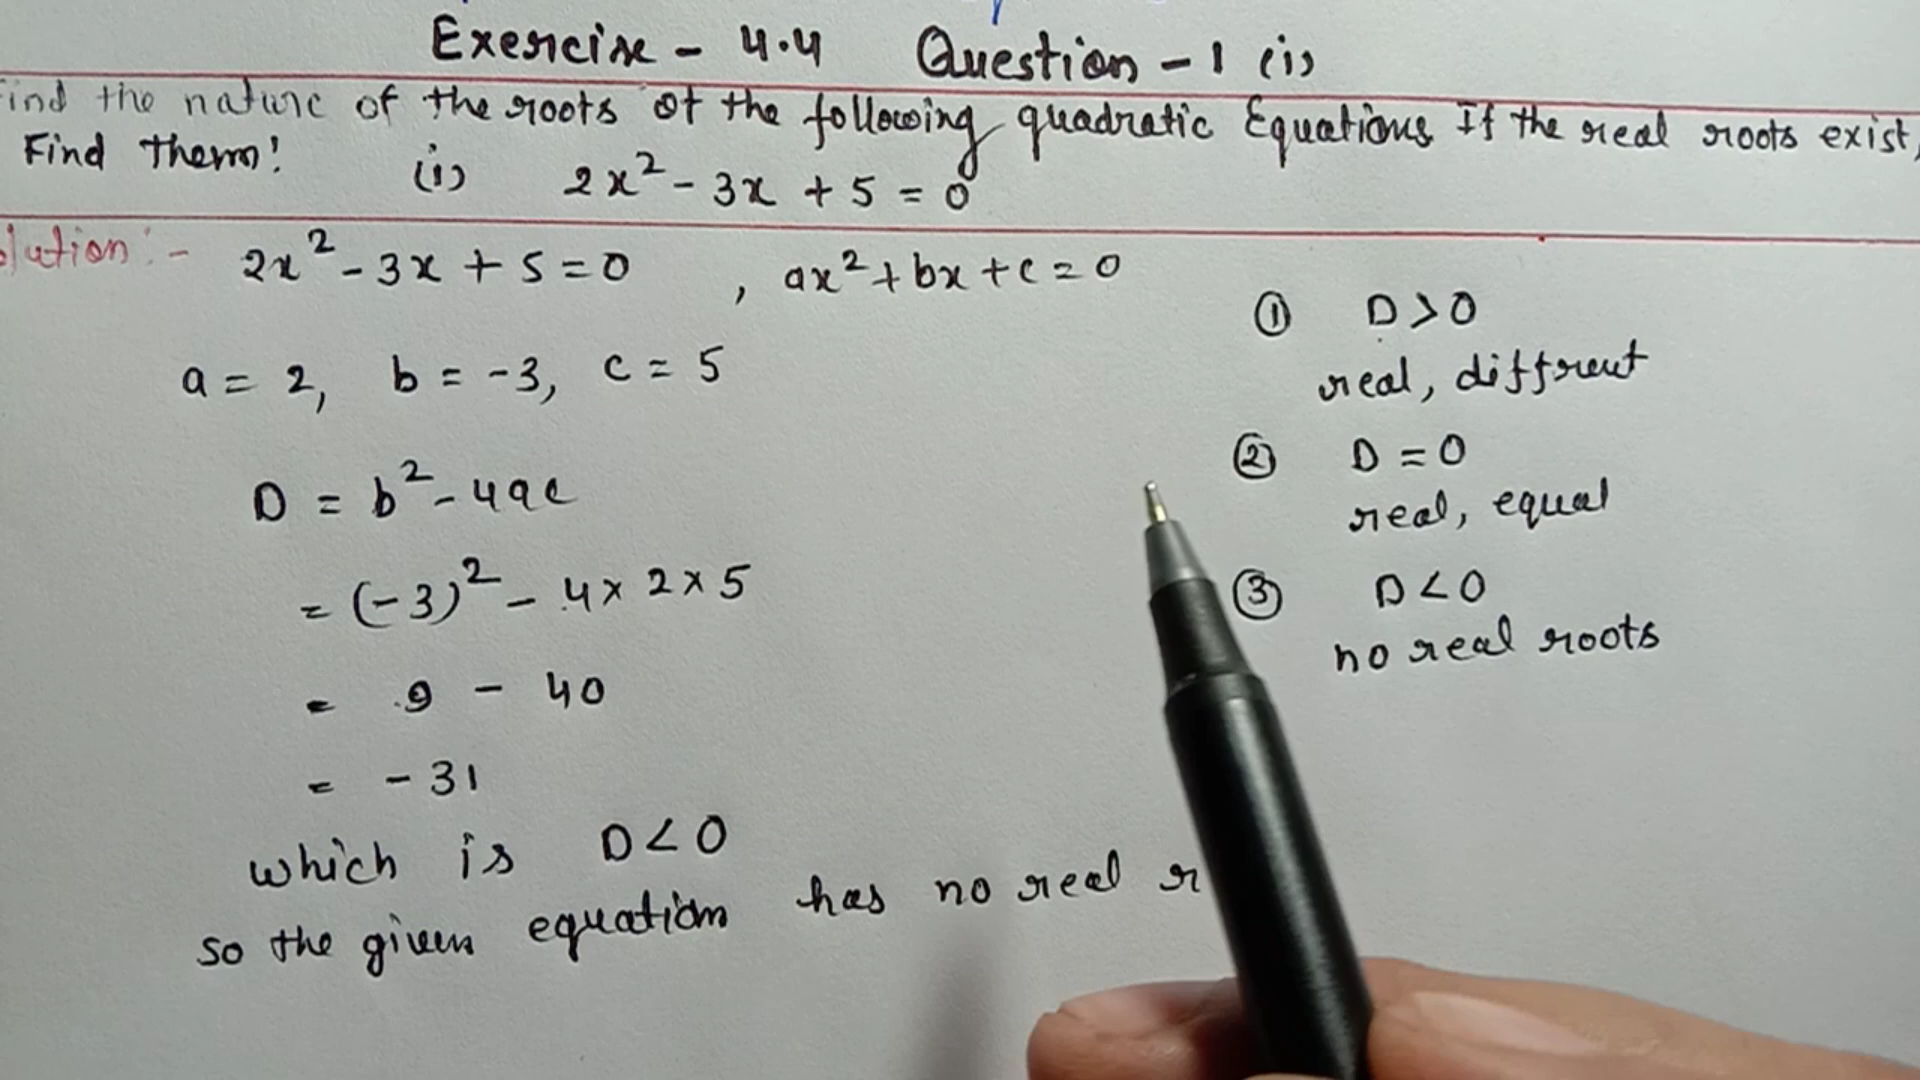 Exercise - 4.4 Question - 1 (i)
the nature of the roots of the following quadratic Equations If the real roots exist,
Find them!
(i) 2x² - 3x + 5 = 0
2x² - 3x + 5 = 0 , ax² + bx + c = 0
a = 2, b = -3, c = 5
D = b² - 4ac
= (-3)² - 4 × 2 × 5
= 9 - 40
= -31
which is D < 0
so the given equation has no real
① D > 0
real, different
② D = 0
real, equal
③ D < 0
no real roots